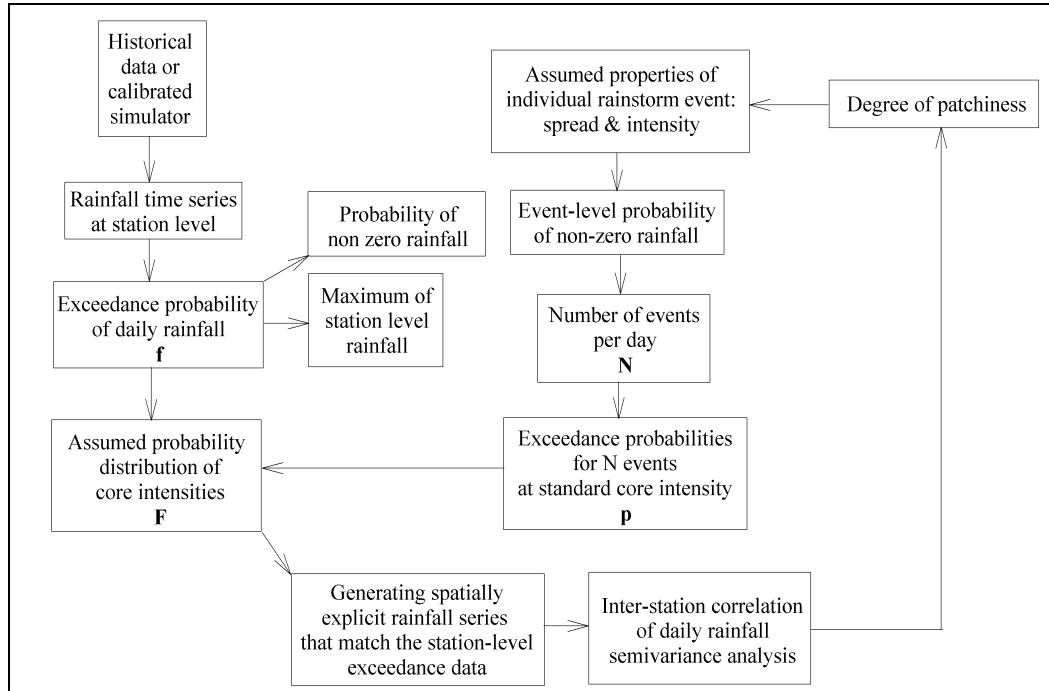 Historical
data or
calibrated
simulator
Rainfall time series
at station level
Exceedance probability
of daily rainfall
f
Probability of
non zero rainfall
Maximum of
station level
rainfall
Assumed probability
distribution of
core intensities
F
Assumed properties of
individual rainstorm event:
spread & intensity
Degree of patchiness
Event-level probability
of non-zero rainfall
Number of events
per day
N
Exceedance probabilities
for N events
at standard core intensity
p
Generating spatially
explicit rainfall series
that match the station-level
exceedance data
Inter-station correlation
of daily rainfall
semivariance analysis